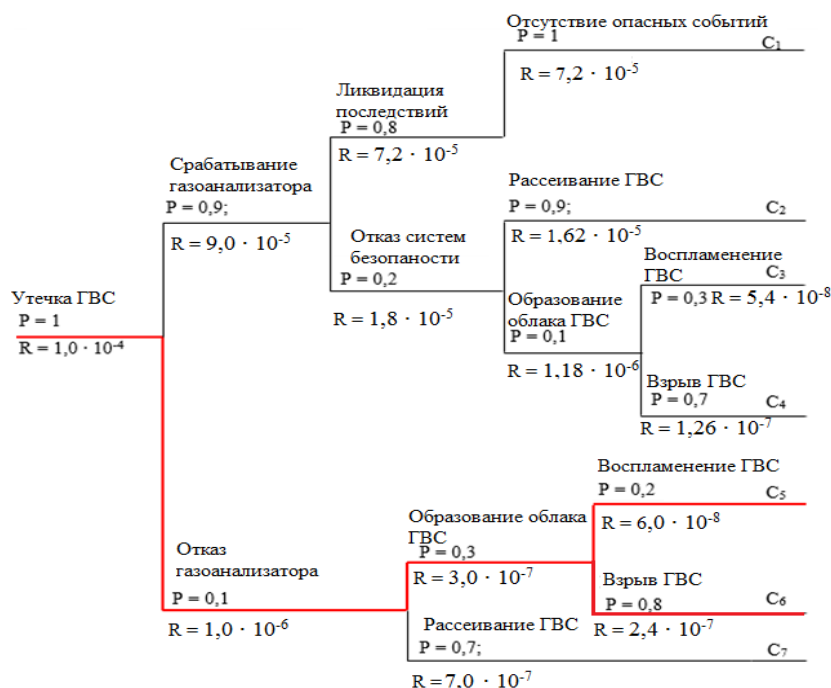 Отсутствие опасных событий
P = 1
C1
R = 7,2 · 10-5
Ликвидация
последствий
P = 0,8
R = 7,2 · 10-5
Срабатывание
газоанализатора
P = 0,9;
R = 9,0 · 10-5
Рассеивание ГВС
P = 0,9;
C2
R = 1,62 · 10-5
Отказ систем
безопаности
P = 0,2
R = 1,8 · 10-5
Воспламенение
ГВС
C3
P = 0,3 R = 5,4 · 10-8
Образование
облака ГВС
P = 0,1
R = 1,18 · 10-6
Взрыв ГВС
P = 0,7
C4
R = 1,26 · 10-7
Утечка ГВС
P = 1
R = 1,0 · 10-4
Воспламенение ГВС
P = 0,2
C5
R = 6,0 · 10-8
Образование облака
ГВС
P = 0,3
R = 3,0 · 10-7
Отказ
газоанализатора
P = 0,1
R = 1,0 · 10-6
Взрыв ГВС
P = 0,8
C6
R = 2,4 · 10-7
Рассеивание ГВС
P = 0,7;
C7
R = 7,0 · 10-7